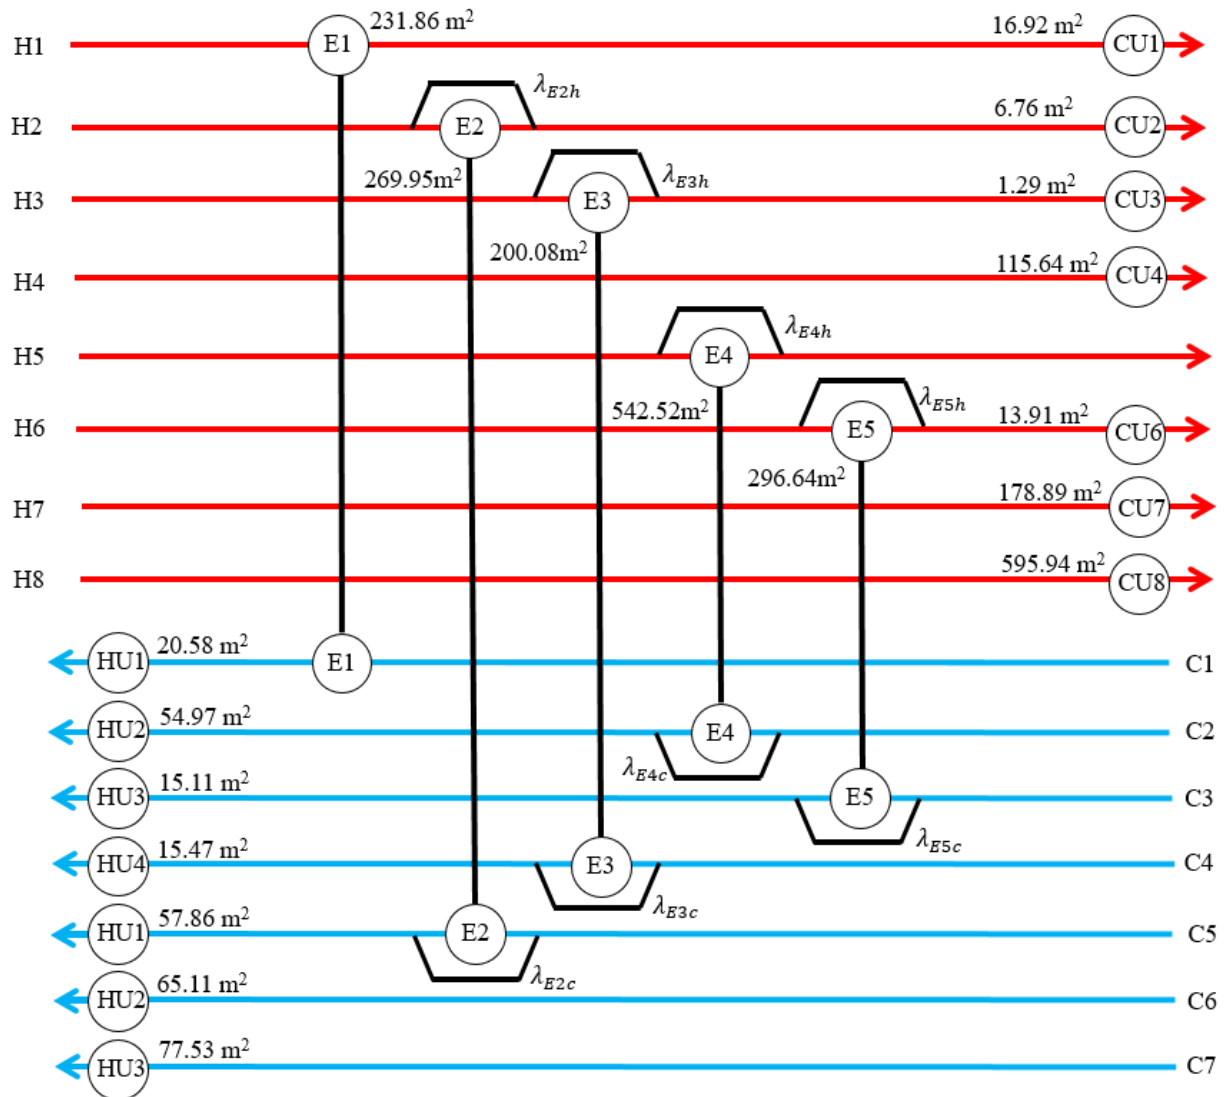 H1 E1 231.86 m² 16.92 m² CU1
λE2h
H2 E2 6.76 m² CU2
269.95m² λE3h
H3 E3 1.29 m² CU3
200.08m²
H4 115.64 m² CU4
λE4h
H5 E4
542.52m² λE5h
H6 E5 13.91 m² CU6
296.64m²
H7 178.89 m² CU7
H8 595.94 m² CU8
HU1 20.58 m² E1 C1
HU2 54.97 m² E4 C2
λE4c
HU3 15.11 m² E5 C3
λE5c
HU4 15.47 m² E3 C4
λE3c
HU1 57.86 m² E2 C5
λE2c
HU2 65.11 m² C6
HU3 77.53 m² C7